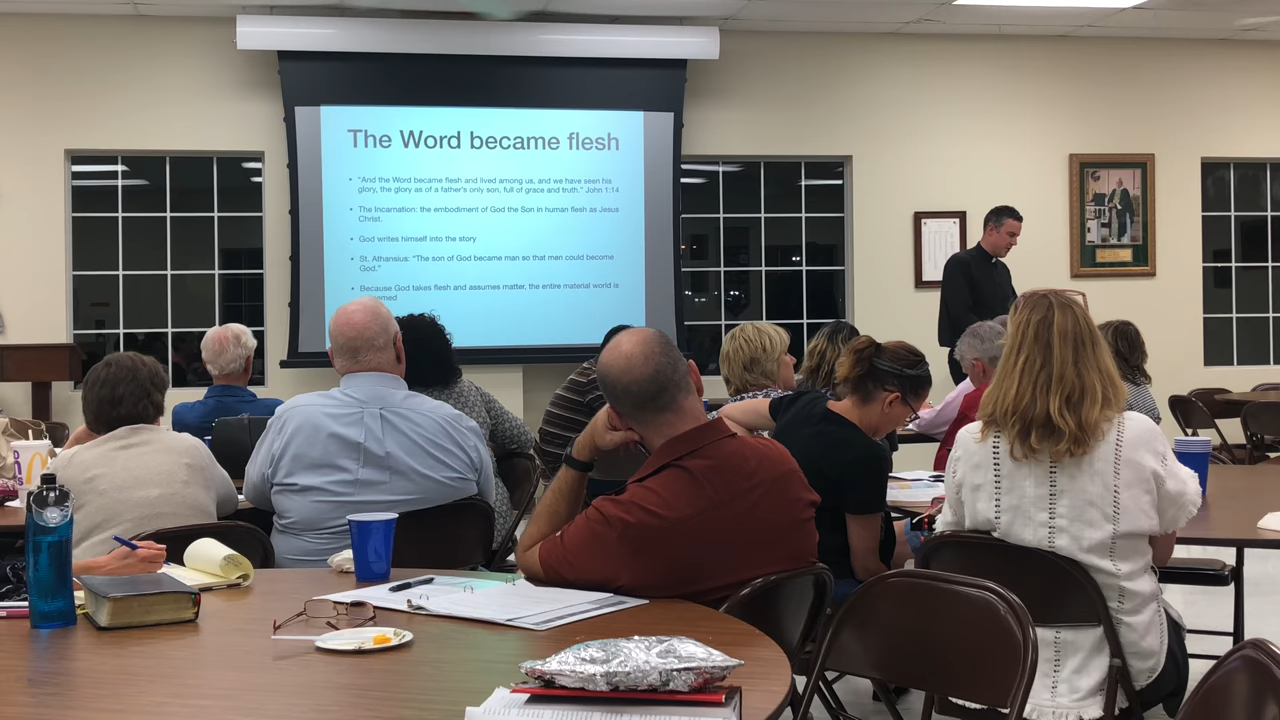 The Word became flesh
• "And the Word became flesh and lived among us, and we have seen his
glory, the glory as of a father's only son, full of grace and truth." John 1:14
• The Incarnation: the embodiment of God the Son in human flesh as Jesus
Christ.
• God writes himself into the story
• St. Athansius: "The son of God became man so that men could become
God."
• Because God takes flesh and assumes matter, the entire material world is
emed